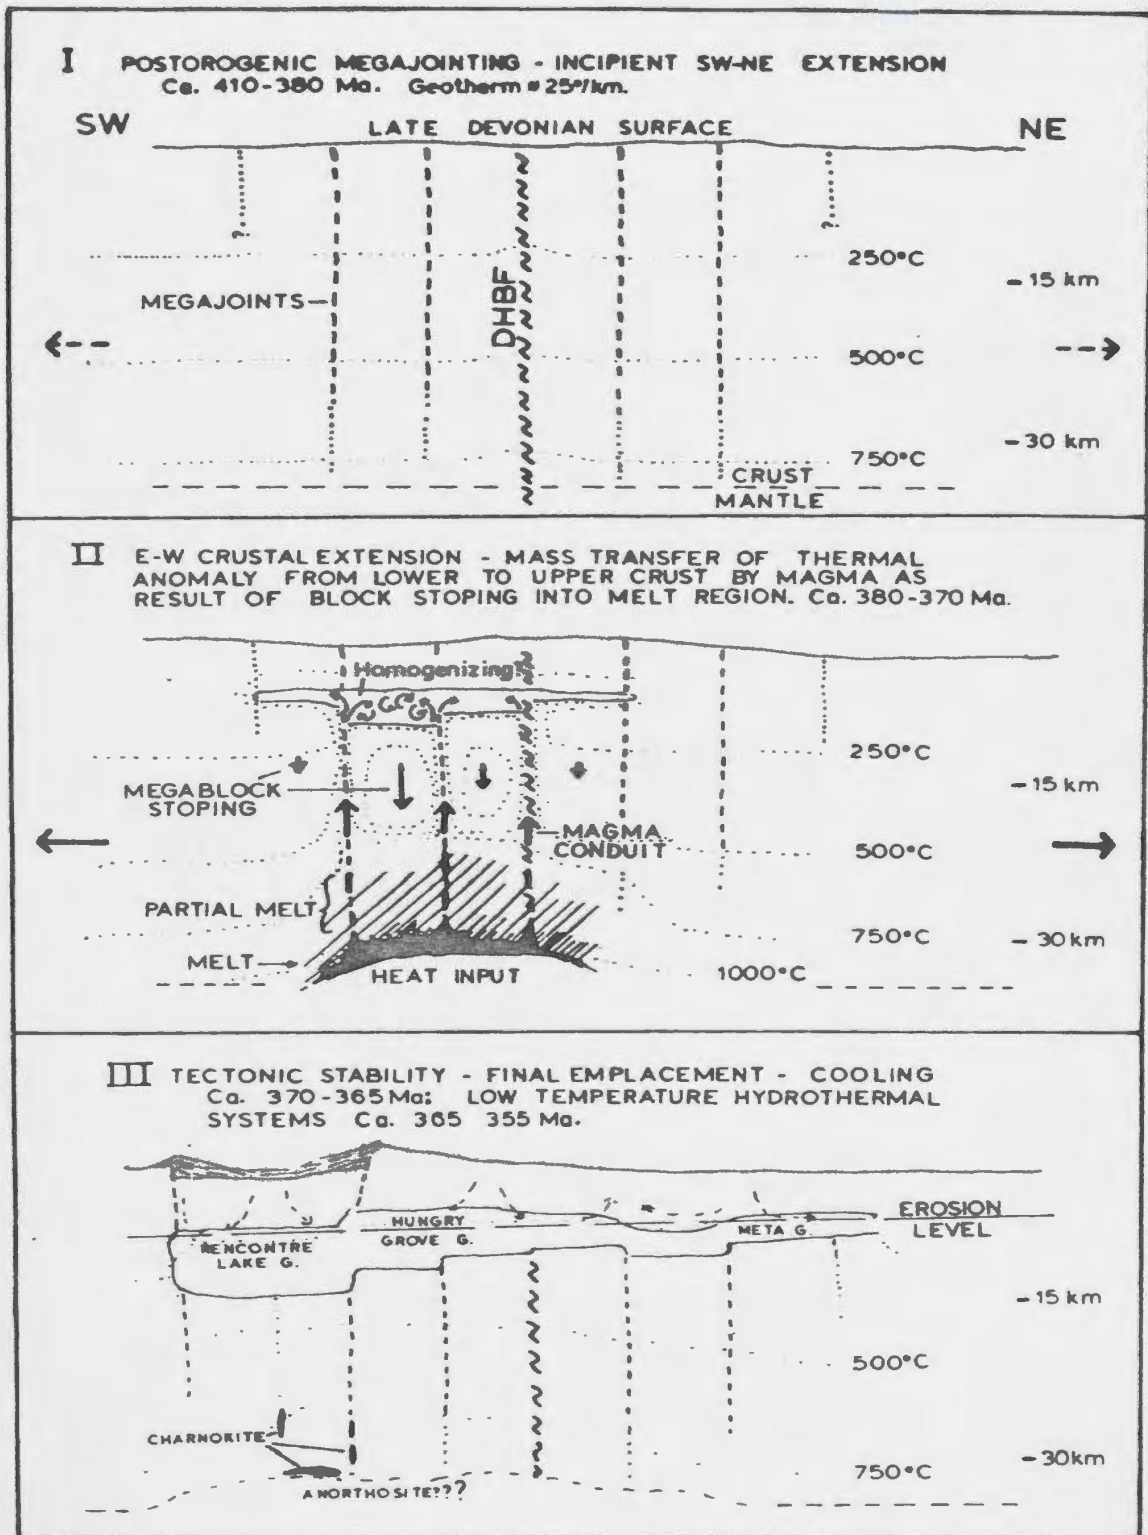 I POSTOROGENIC MEGAJOINTING - INCIPIENT SW-NE EXTENSION
Ca. 410-380 Ma. Geotherm ≈ 25°/km.
SW
LATE DEVONIAN SURFACE
NE
?
?
250°C
- 15 km
DHBF
MEGAJOINTS
500°C
- 30 km
750°C
CRUST
MANTLE
II E-W CRUSTAL EXTENSION - MASS TRANSFER OF THERMAL
ANOMALY FROM LOWER TO UPPER CRUST BY MAGMA AS
RESULT OF BLOCK STOPING INTO MELT REGION. Ca. 380-370 Ma.
Homogenizing
250°C
- 15 km
MEGABLOCK
STOPING
MAGMA
CONDUIT
500°C
PARTIAL MELT
750°C
- 30km
MELT
HEAT INPUT
1000°C
III TECTONIC STABILITY - FINAL EMPLACEMENT - COOLING
Ca. 370-365 Ma: LOW TEMPERATURE HYDROTHERMAL
SYSTEMS Ca. 365 355 Ma.
EROSION
LEVEL
HUNGRY
GROVE G.
META G.
RENCONTRE
LAKE G.
- 15 km
500°C
CHARNOKITE
-30km
750°C
ANORTHOSITE???